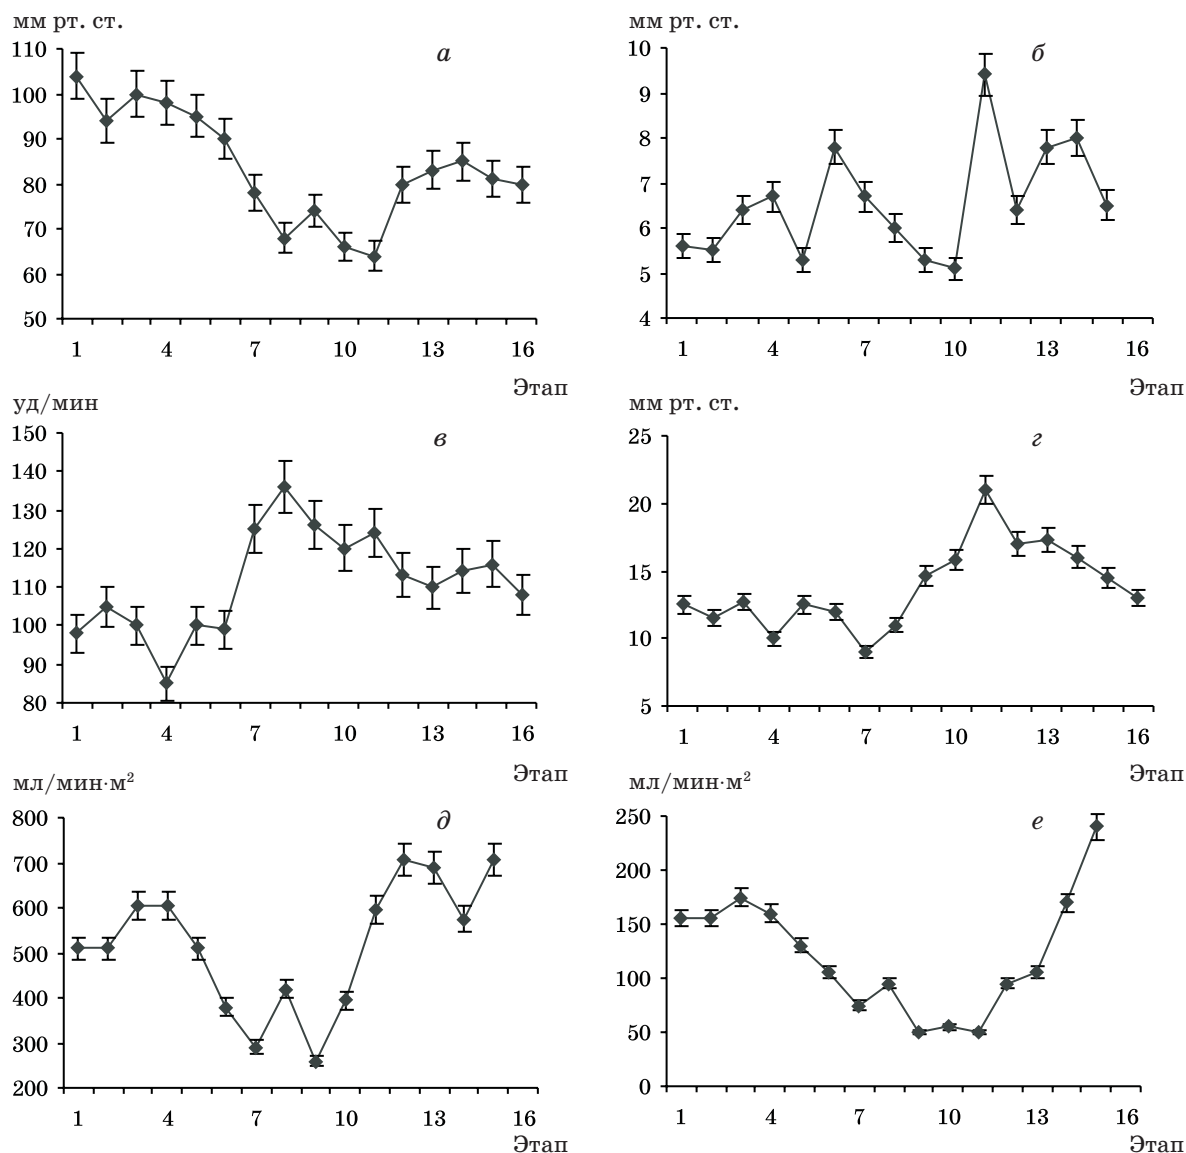 мм рт. ст.
а
110
100
90
80
70
60
50
1 4 7 10 13 16
Этап
мм рт. ст.
б
10
9
8
7
6
5
4
1 4 7 10 13 16
Этап
уд/мин
в
150
140
130
120
110
100
90
80
1 4 7 10 13 16
Этап
мм рт. ст.
г
25
20
15
10
5
1 4 7 10 13 16
Этап
мл/мин·м²
д
800
700
600
500
400
300
200
1 4 7 10 13 16
Этап
мл/мин·м²
е
250
200
150
100
50
0
1 4 7 10 13 16
Этап